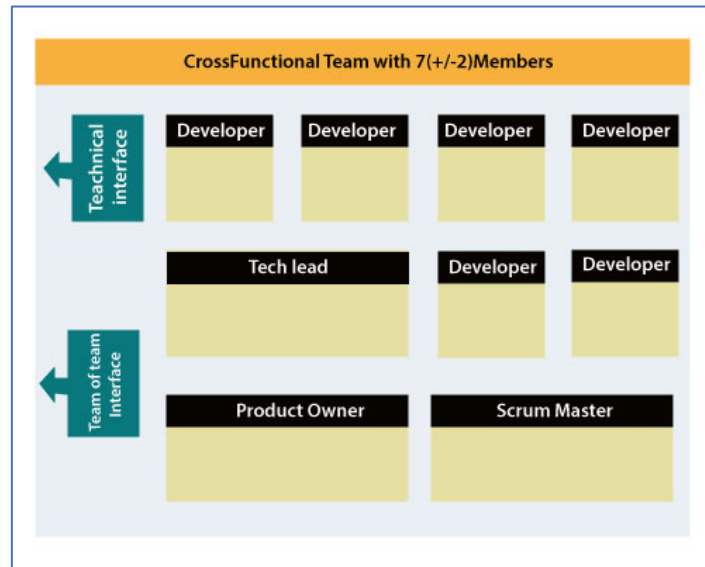 CrossFunctional Team with 7(+/-2)Members
Teachnical
interface
Developer
Developer
Developer
Developer
Tech lead
Developer
Developer
Team of team
Interface
Product Owner
Scrum Master